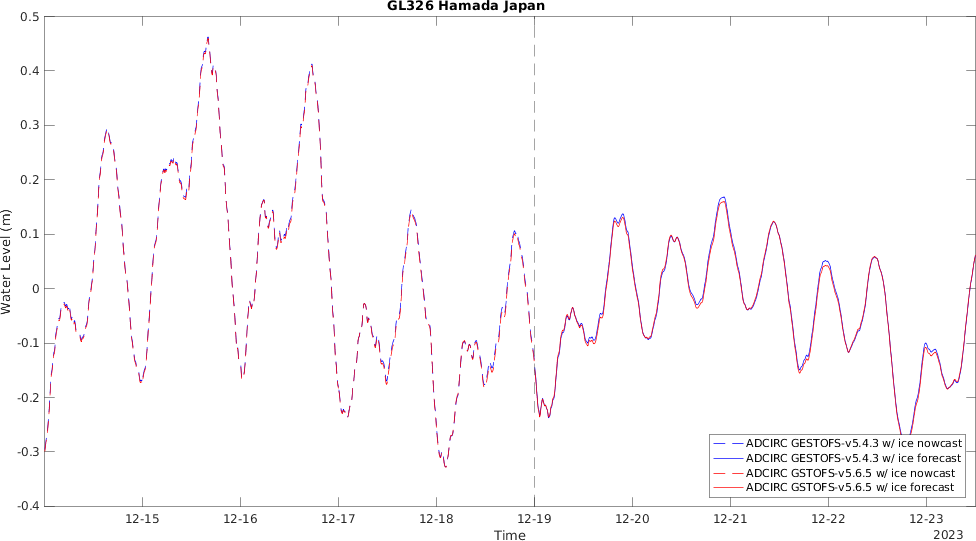 GL326 Hamada Japan
0.5
0.4
0.3
0.2
0.1
0
-0.1
-0.2
-0.3
-0.4
Water Level (m)
ADCIRC GESTOFS-v5.4.3 w/ ice nowcast
ADCIRC GESTOFS-v5.4.3 w/ ice forecast
ADCIRC GSTOFS-v5.6.5 w/ ice nowcast
ADCIRC GSTOFS-v5.6.5 w/ ice forecast
12-15 12-16 12-17 12-18 12-19 12-20 12-21 12-22 12-23
Time
2023